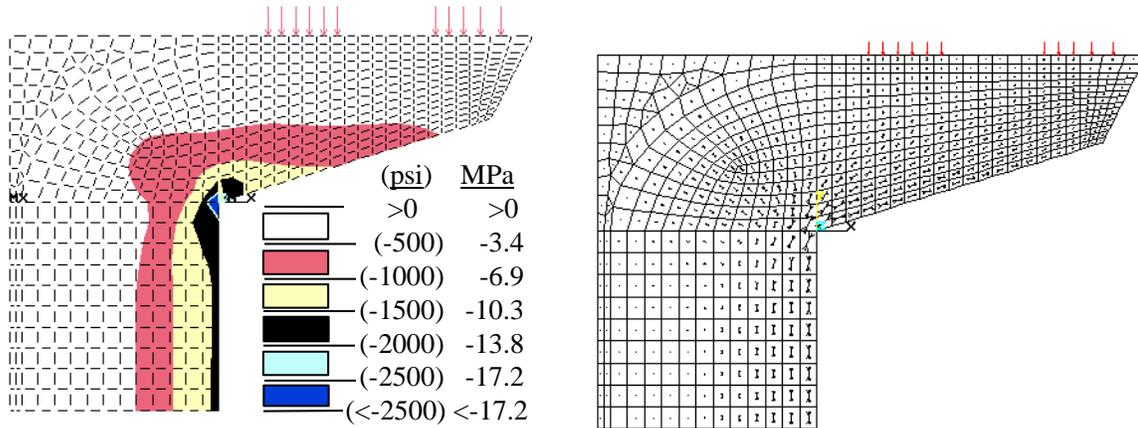 (psi) MPa
>0 >0
(-500) -3.4
(-1000) -6.9
(-1500) -10.3
(-2000) -13.8
(-2500) -17.2
(<-2500) <-17.2
X
X